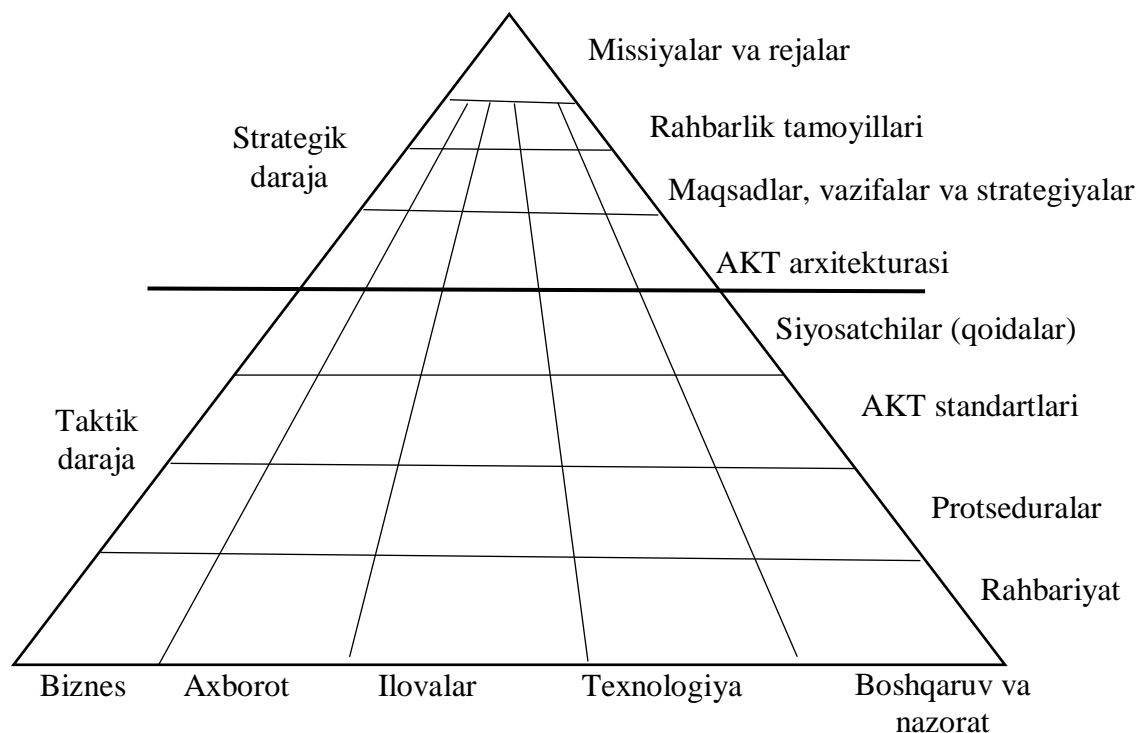 Missiyalar va rejalar
Strategik
daraja
Rahbarlik tamoyillari
Maqsadlar, vazifalar va strategiyalar
AKT arxitekturasi
Siyosatchilar (qoidalar)
Taktik
daraja
AKT standartlari
Protseduralar
Rahbariyat
Biznes
Axborot
Ilovalar
Texnologiya
Boshqaruv va
nazorat